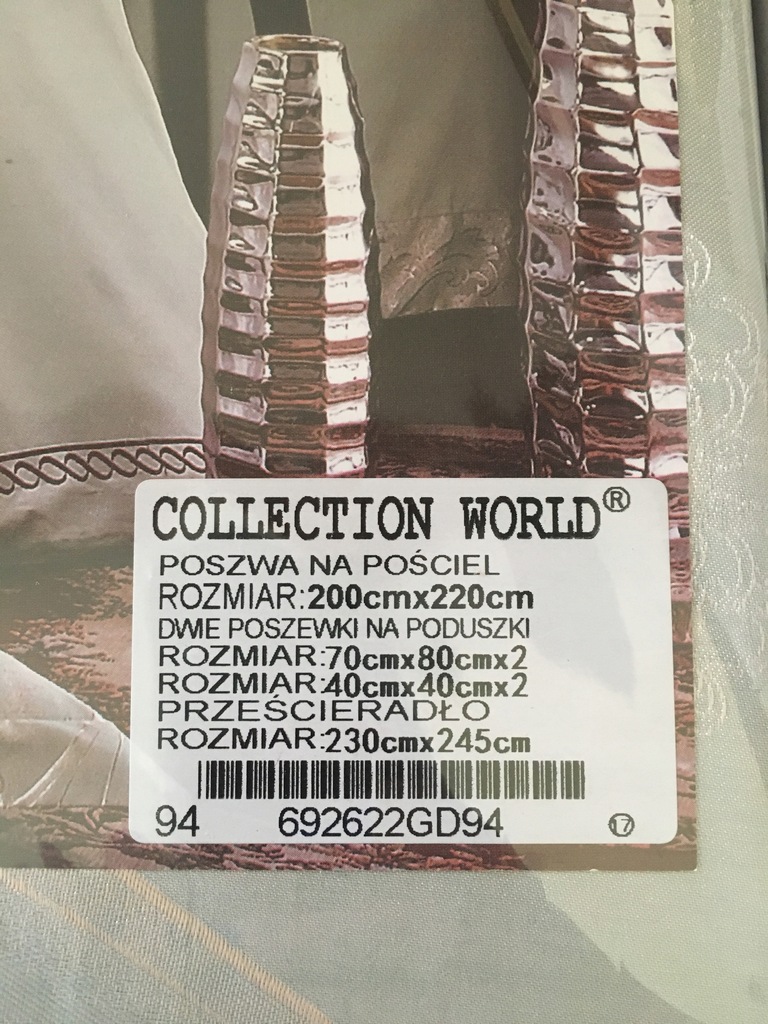 COLLECTION WORLD®
POSZWA NA POŚCIEL
ROZMIAR:200cmx220cm
DWIE POSZEWKI NA PODUSZKI
ROZMIAR:70cmx80cmx2
ROZMIAR:40cmx40cmx2
PRZEŚCIERADŁO
ROZMIAR:230cmx245cm
94 692622GD94 17